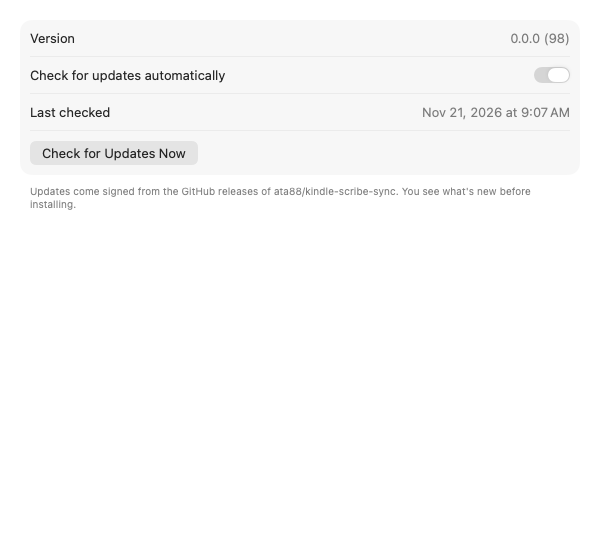 Version
0.0.0 (98)
Check for updates automatically
Last checked
Nov 21, 2026 at 9:07 AM
Check for Updates Now
Updates come signed from the GitHub releases of ata88/kindle-scribe-sync. You see what's new before
installing.